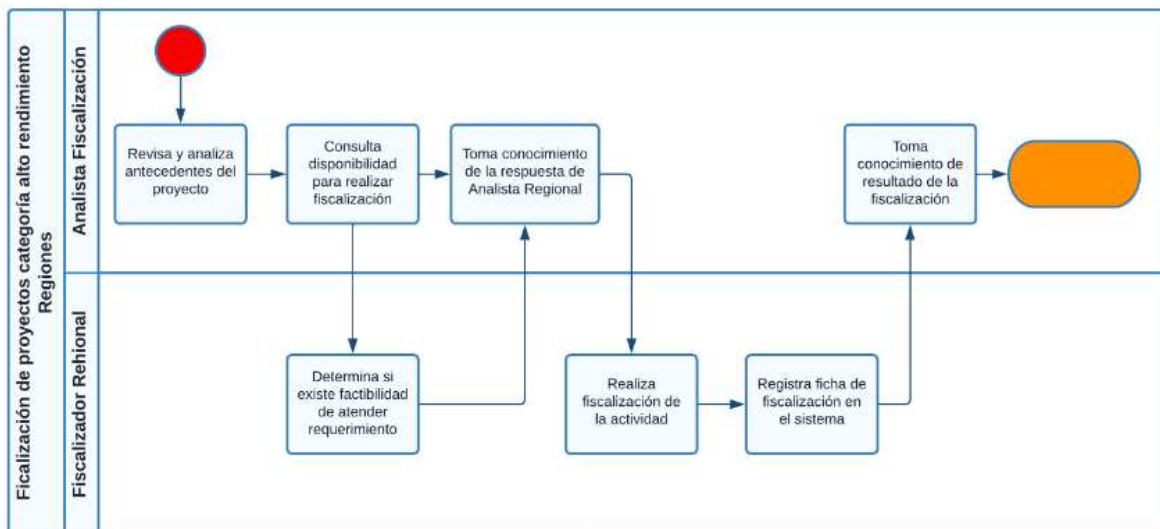 Ficalización de proyectos categoría alto rendimiento
Regiones
Analista Fiscalización
Revisa y analiza
antecedentes del
proyecto
Consulta
disponibilidad
para realizar
fiscalización
Toma conocimiento
de la respuesta de
Analista Regional
Toma
conocimiento de
resultado de la
fiscalización
Fiscalizador Rehional
Determina si
existe factibilidad
de atender
requerimiento
Realiza
fiscalización de
la actividad
Registra ficha de
fiscalización en
el sistema